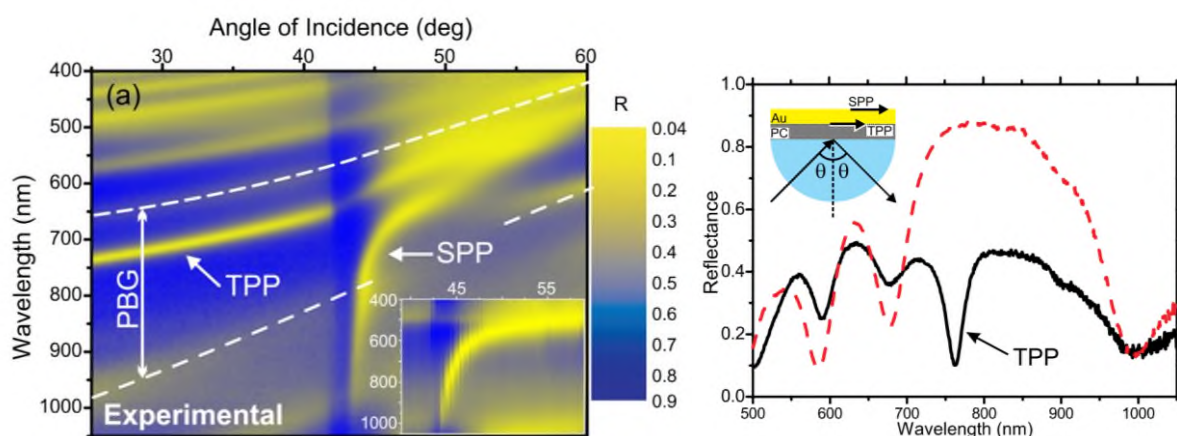 Angle of Incidence (deg)
30 40 50 60
400
500
600
700
800
900
1000
Wavelength (nm)
(a)
PBG
TPP
SPP
Experimental
45 55
400
600
800
1000
R
0.04
0.1
0.2
0.3
0.4
0.5
0.6
0.7
0.8
0.9
1.0
0.8
0.6
0.4
0.2
0.0
Reflectance
SPP
Au
PC
TPP
θ θ
TPP
500 600 700 800 900 1000
Wavelength (nm)